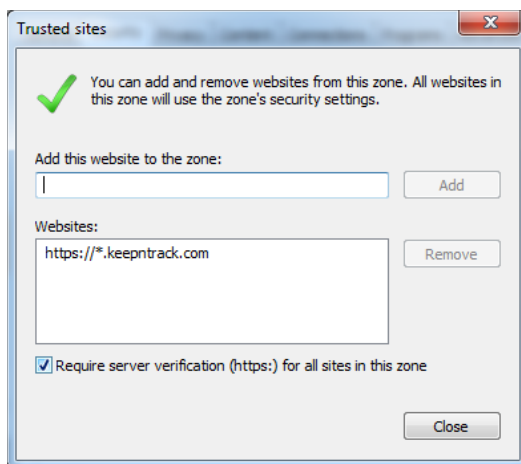 Trusted sites
You can add and remove websites from this zone. All websites in
this zone will use the zone's security settings.
Add this website to the zone:
Add
Websites:
https://*.keepntrack.com
Remove
Require server verification (https:) for all sites in this zone
Close